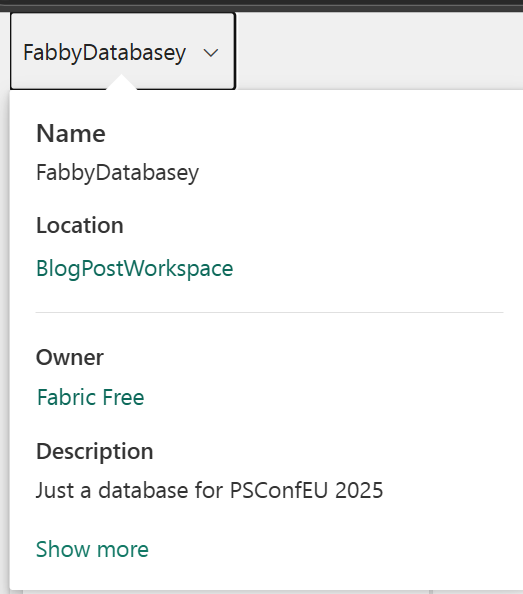 FabbyDatabasey
Name
FabbyDatabasey
Location
BlogPostWorkspace
Owner
Fabric Free
Description
Just a database for PSConfEU 2025
Show more